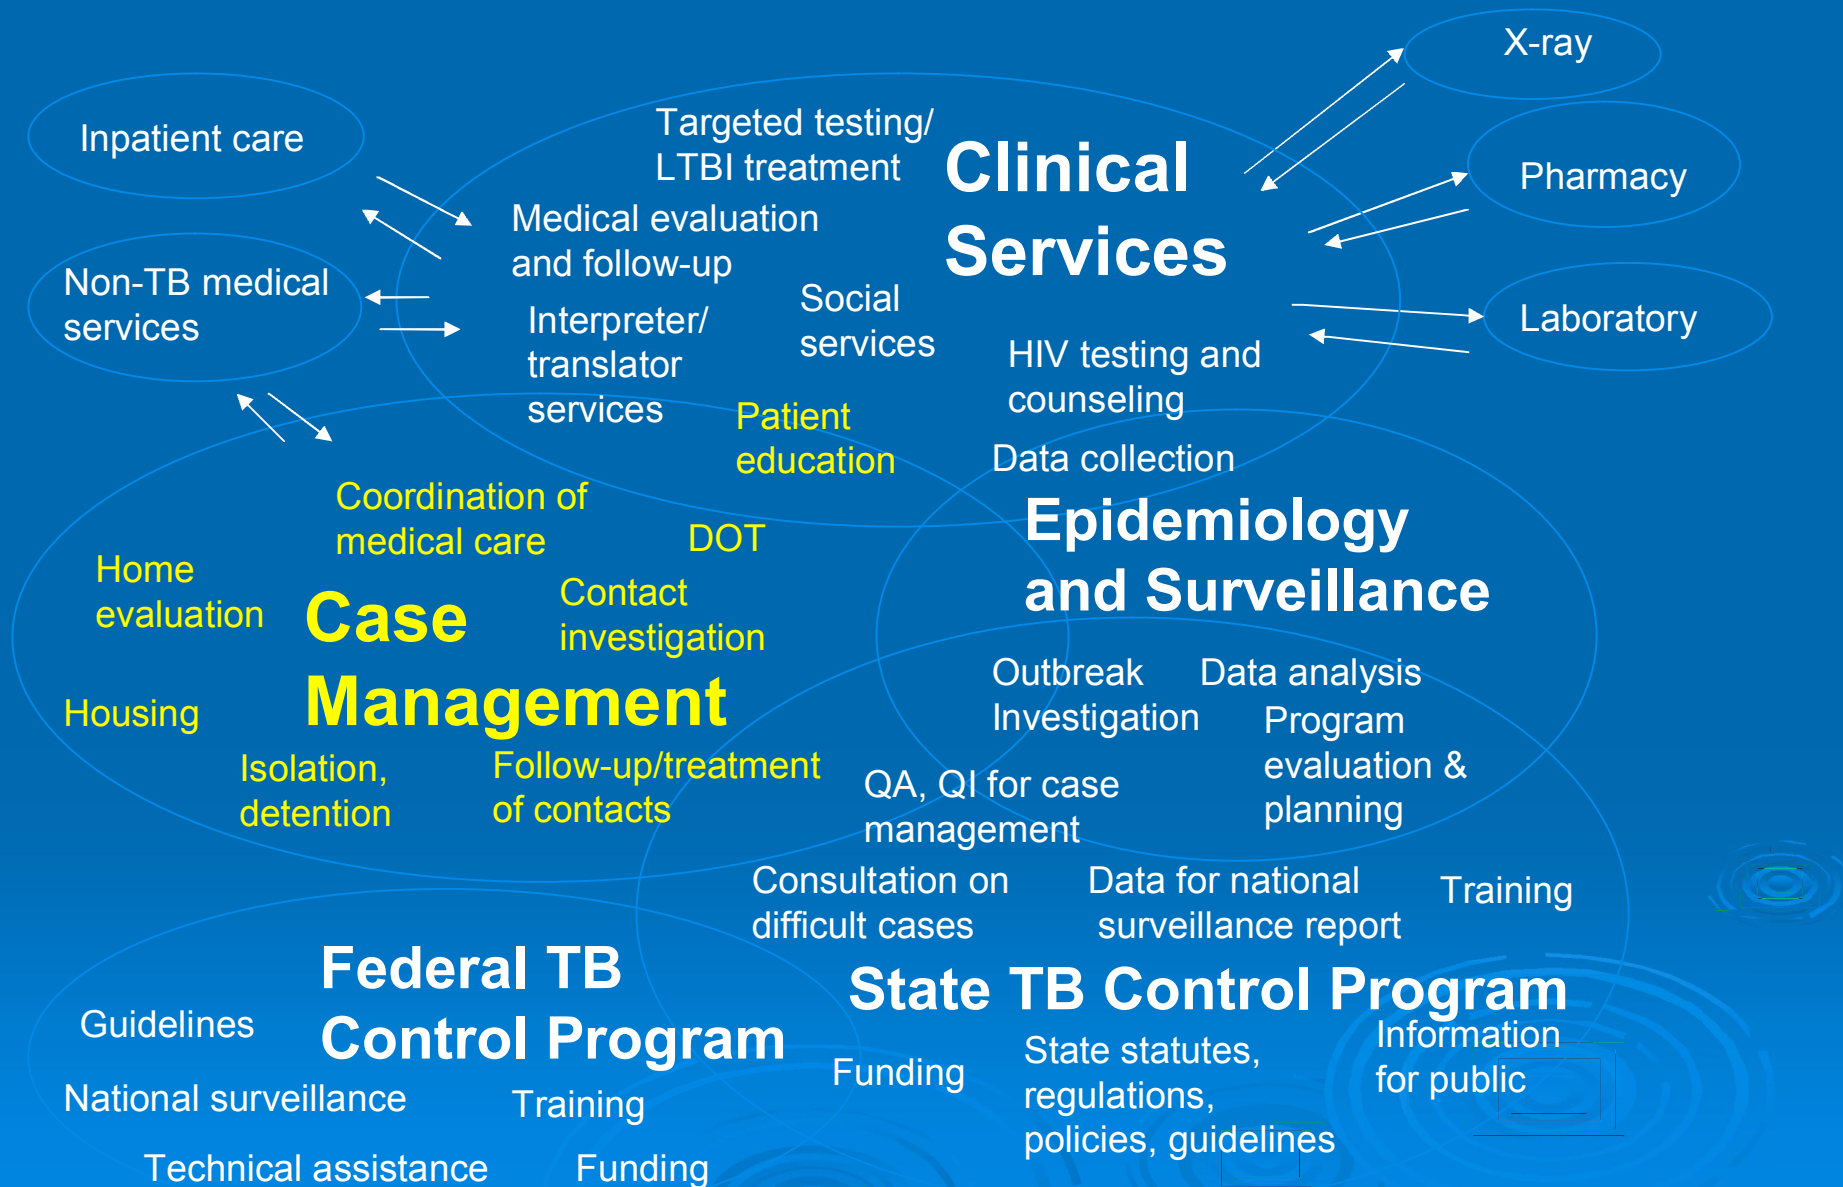 X-ray
Inpatient care
Targeted testing/
LTBI treatment
Clinical
Services
Pharmacy
Medical evaluation
and follow-up
Non-TB medical
services
Social
services
Interpreter/
translator
services
Laboratory
HIV testing and
counseling
Patient
education
Data collection
Coordination of
medical care
DOT
Epidemiology
and Surveillance
Home
evaluation
Case
Management
Contact
investigation
Housing
Outbreak
Investigation
Data analysis
Program
evaluation &
planning
Isolation,
detention
Follow-up/treatment
of contacts
QA, QI for case
management
Consultation on
difficult cases
Data for national
surveillance report
Training
Federal TB
Control Program
State TB Control Program
Guidelines
Information
for public
Funding
State statutes,
regulations,
policies, guidelines
National surveillance
Training
Technical assistance
Funding